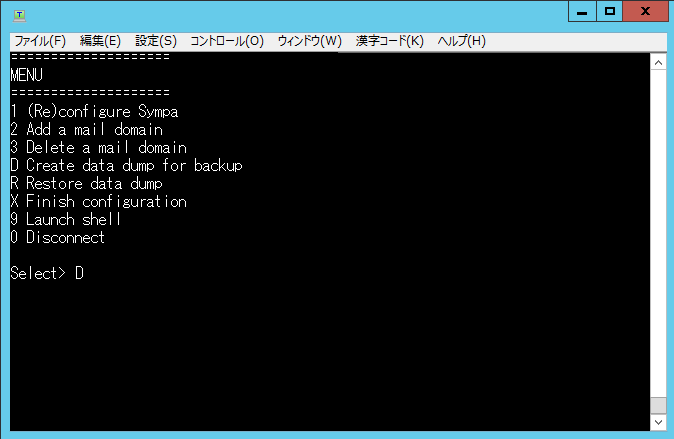 ファイル(F) 編集(E) 設定(S) コントロール(O) ウィンドウ(W) 漢字コード(K) ヘルプ(H)
====================
MENU
====================
1 (Re)configure Sympa
2 Add a mail domain
3 Delete a mail domain
D Create data dump for backup
R Restore data dump
X Finish configuration
9 Launch shell
0 Disconnect
Select> D